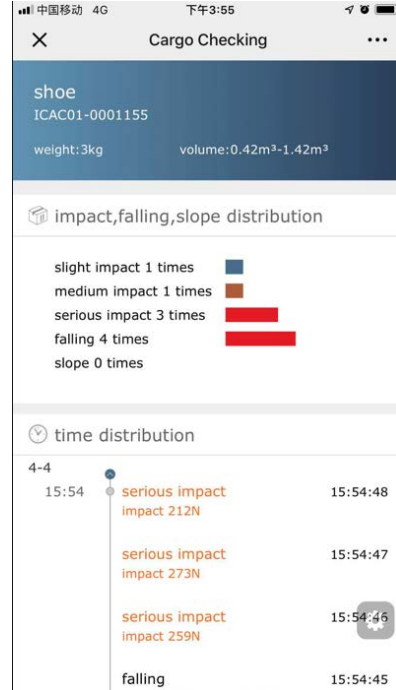 中国移动 4G 下午3:55
Cargo Checking
shoe
ICAC01-0001155
weight:3kg volume:0.42m³-1.42m³
impact,falling,slope distribution
slight impact 1 times
medium impact 1 times
serious impact 3 times
falling 4 times
slope 0 times
time distribution
4-4
15:54 serious impact 15:54:48
impact 212N
serious impact 15:54:47
impact 273N
serious impact 15:54:46
impact 259N
falling 15:54:45